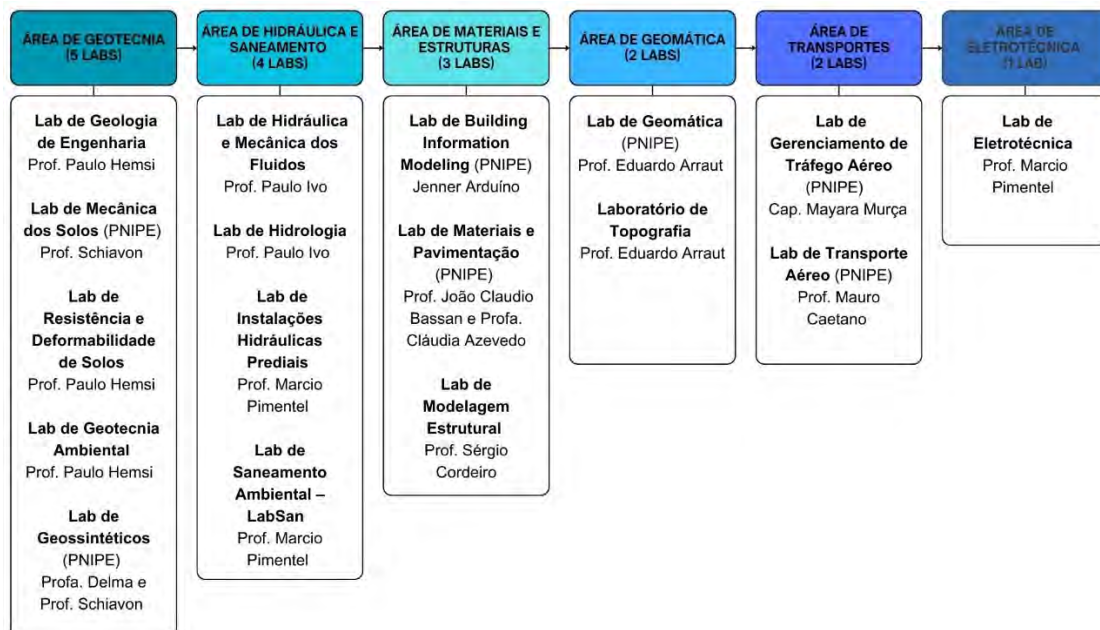 ÁREA DE GEOTECNIA
(5 LABS)
ÁREA DE HIDRÁULICA E
SANEAMENTO
(4 LABS)
ÁREA DE MATERIAIS E
ESTRUTURAS
(3 LABS)
ÁREA DE GEOMÁTICA
(2 LABS)
ÁREA DE
TRANSPORTES
(2 LABS)
ÁREA DE
ELETROTÉCNICA
(1 LAB)
Lab de Geologia
de Engenharia
Prof. Paulo Hemsi
Lab de Mecânica
dos Solos (PNIPE)
Prof. Schiavon
Lab de
Resistência e
Deformabilidade
de Solos
Prof. Paulo Hemsi
Lab de Geotecnia
Ambiental
Prof. Paulo Hemsi
Lab de
Geossintéticos
(PNIPE)
Profa. Delma e
Prof. Schiavon
Lab de Hidráulica
e Mecânica dos
Fluidos
Prof. Paulo Ivo
Lab de Hidrologia
Prof. Paulo Ivo
Lab de
Instalações
Hidráulicas
Prediais
Prof. Marcio
Pimentel
Lab de
Saneamento
Ambiental –
LabSan
Prof. Marcio
Pimentel
Lab de Building
Information
Modeling (PNIPE)
Jenner Arduíno
Lab de Materiais e
Pavimentação
(PNIPE)
Prof. João Claudio
Bassan e Profa.
Cláudia Azevedo
Lab de
Modelagem
Estrutural
Prof. Sérgio
Cordeiro
Lab de Geomática
(PNIPE)
Prof. Eduardo Arraut
Laboratório de
Topografia
Prof. Eduardo Arraut
Lab de
Gerenciamento de
Tráfego Aéreo
(PNIPE)
Cap. Mayara Murça
Lab de Transporte
Aéreo (PNIPE)
Prof. Mauro
Caetano
Lab de
Eletrotécnica
Prof. Marcio
Pimentel